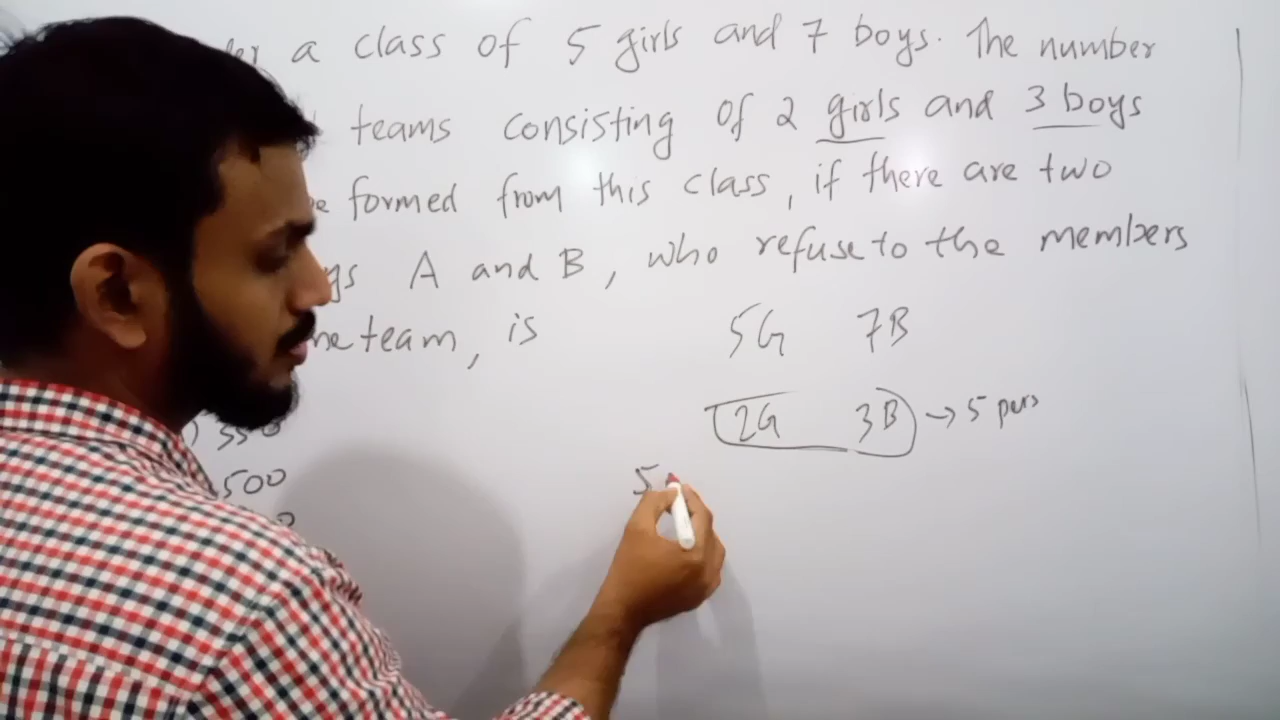 a class of 5 girls and 7 boys. The number
teams consisting of 2 girls and 3 boys
formed from this class, if there are two
A and B, who refuse to the members
team, is
5G 7B
2G 3B → 5 pers
) 350
500
5